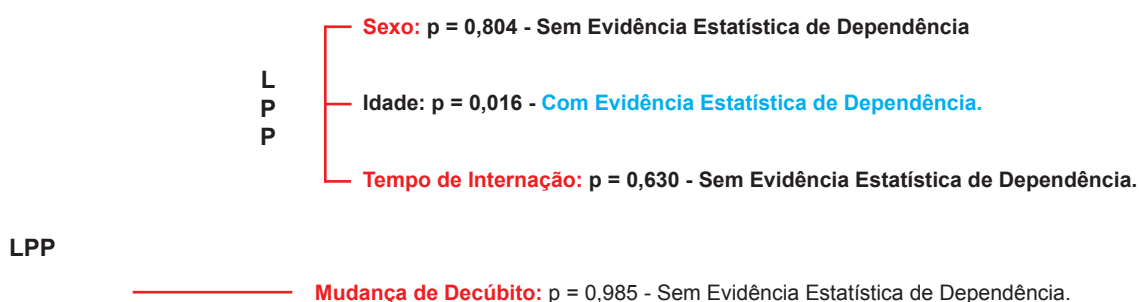 Sexo: p = 0,804 - Sem Evidência Estatística de Dependência
L
P
P
Idade: p = 0,016 - Com Evidência Estatística de Dependência.
Tempo de Internação: p = 0,630 - Sem Evidência Estatística de Dependência.
LPP
Mudança de Decúbito: p = 0,985 - Sem Evidência Estatística de Dependência.